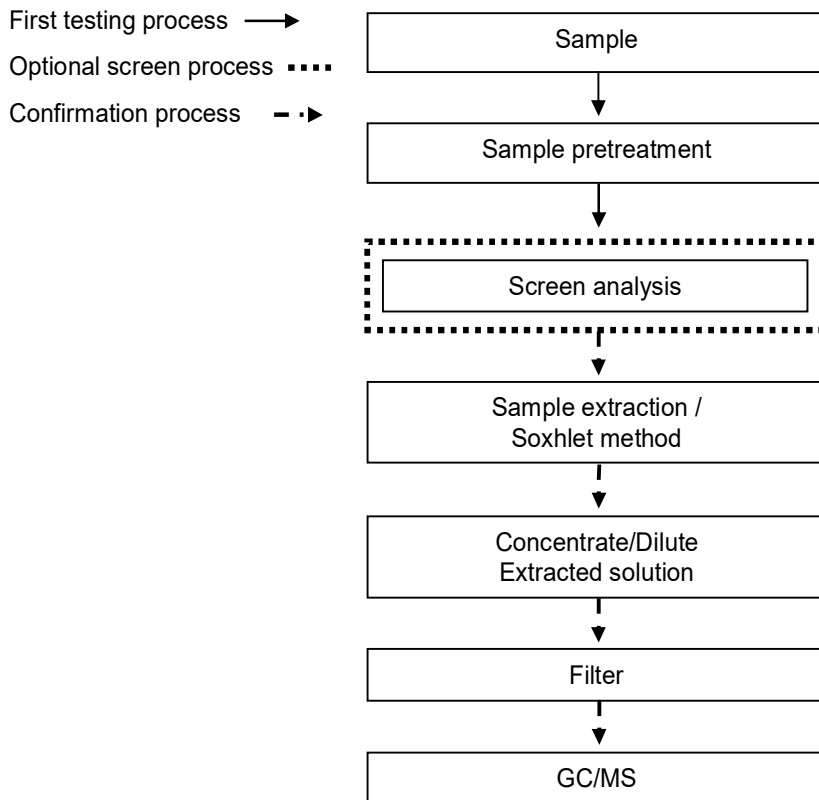 First testing process
Optional screen process
Confirmation process
Sample
Sample pretreatment
Screen analysis
Sample extraction /
Soxhlet method
Concentrate/Dilute
Extracted solution
Filter
GC/MS